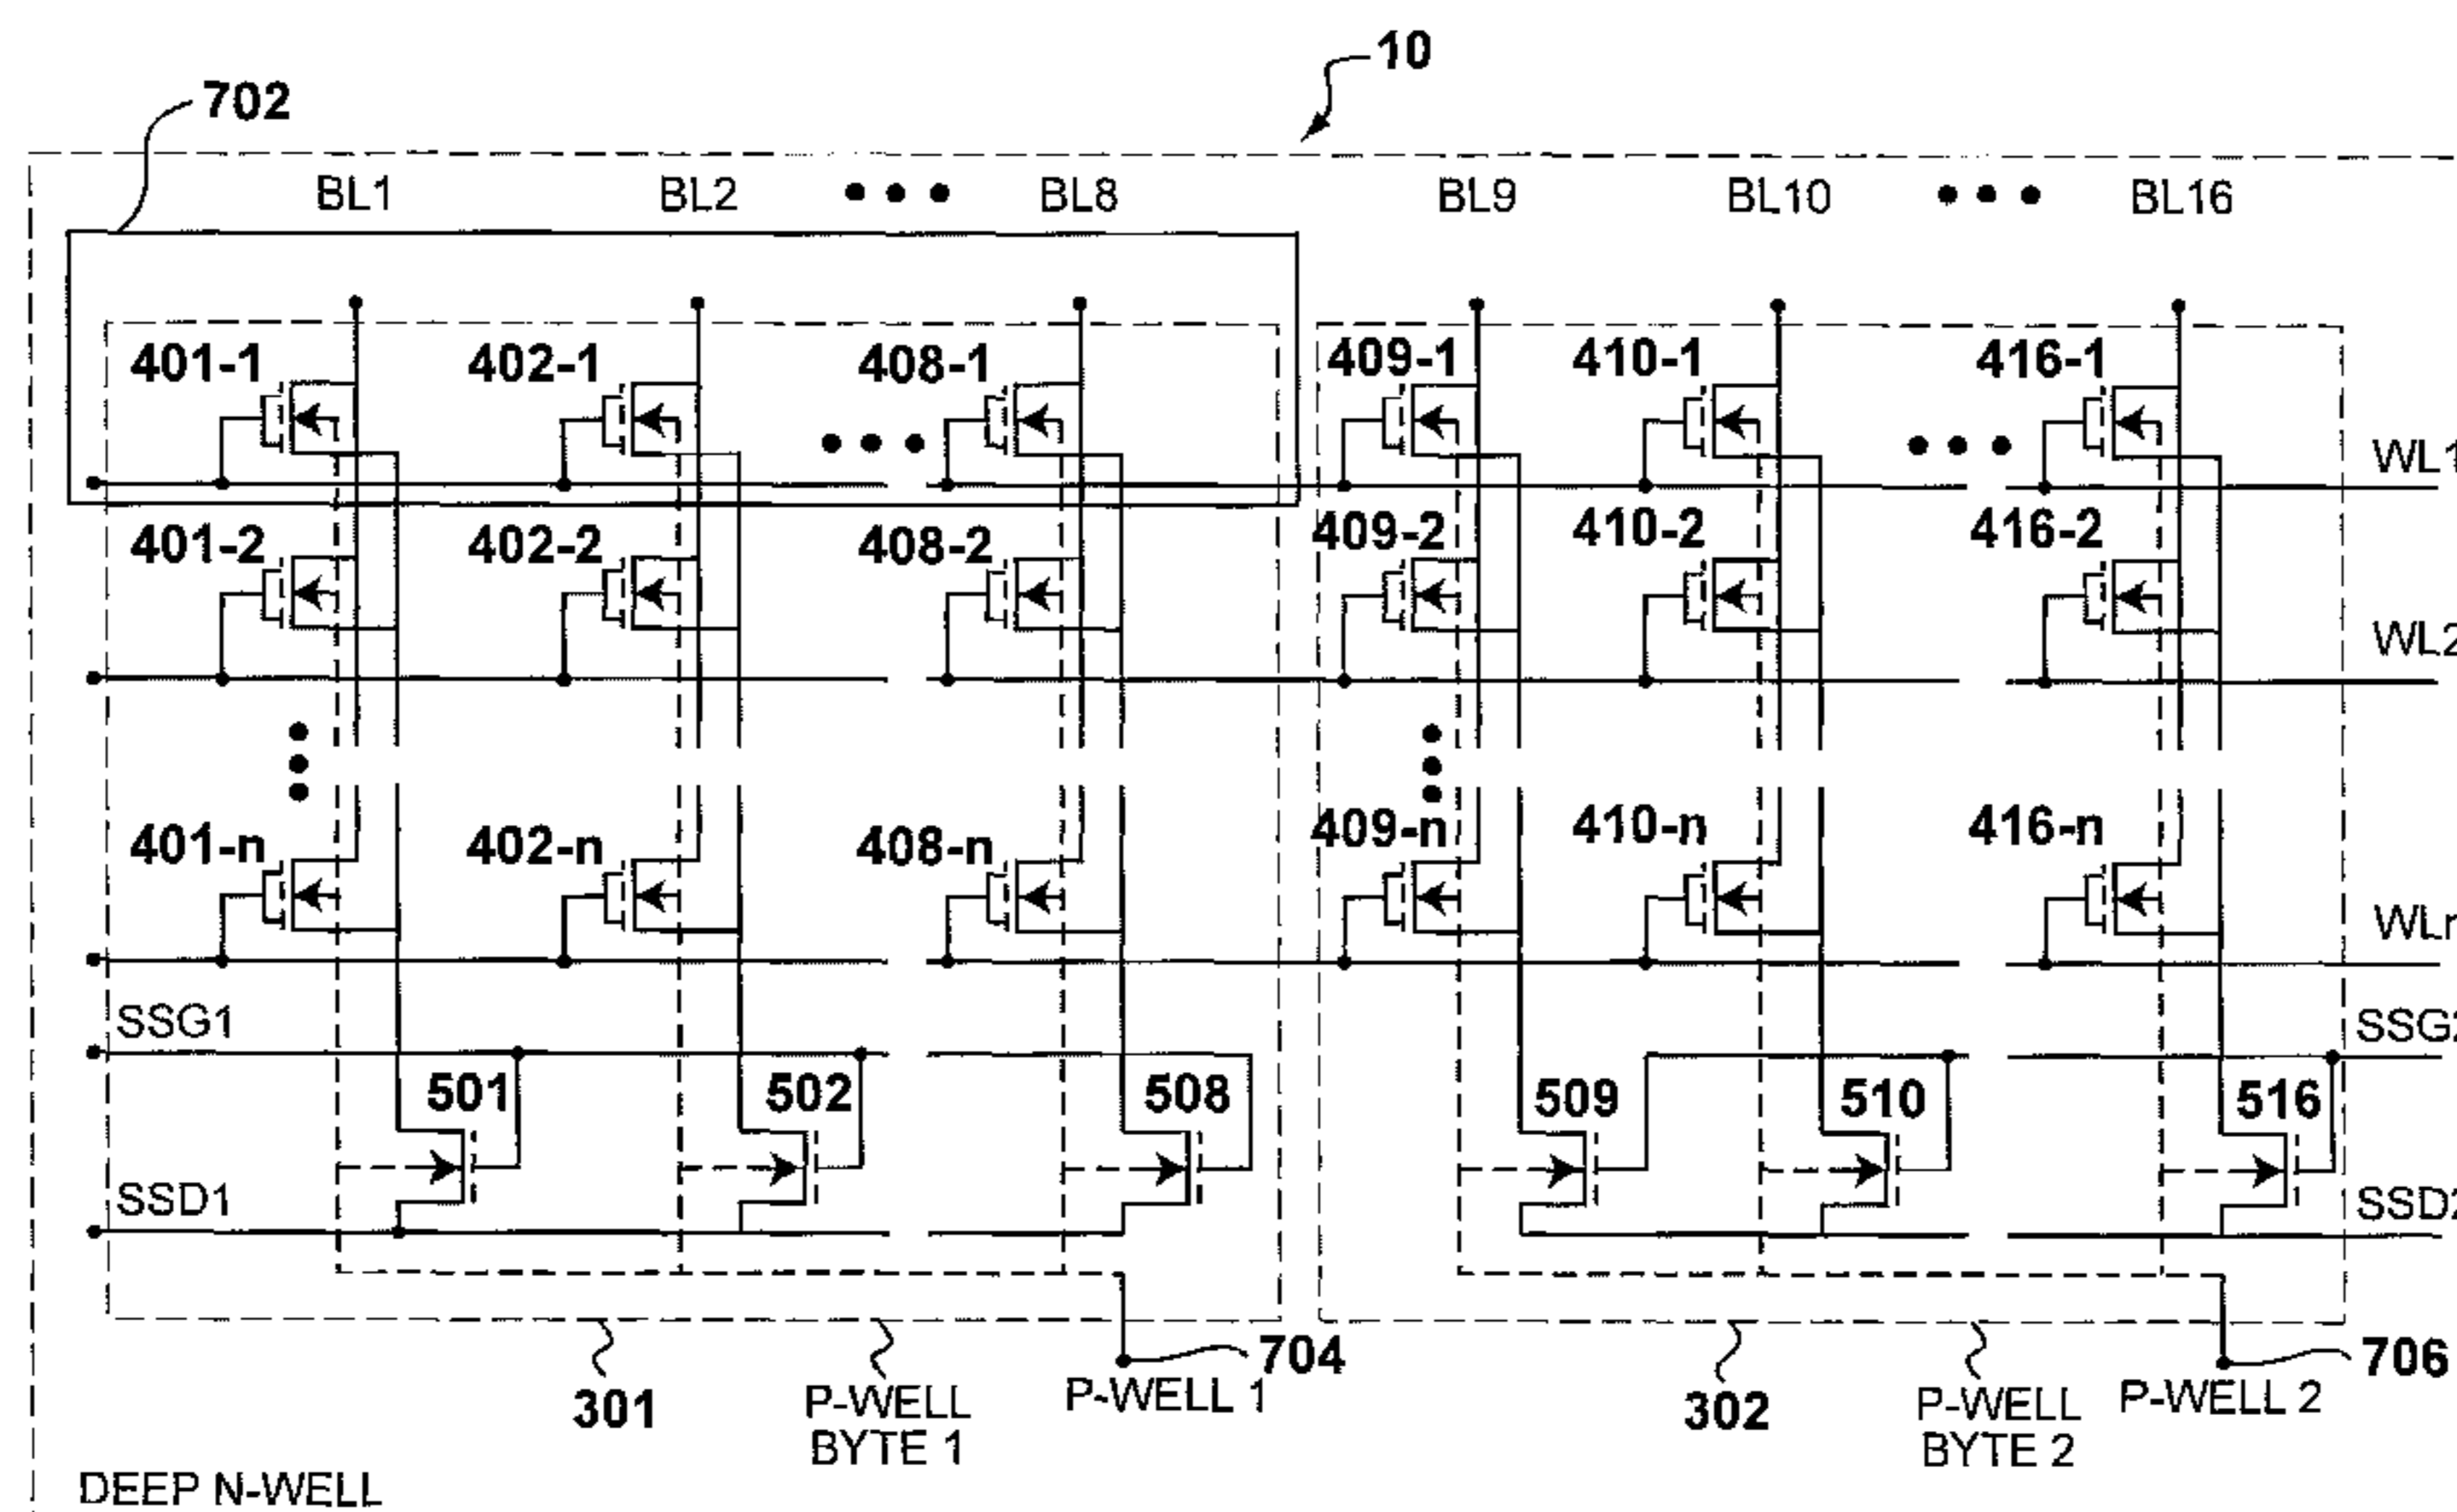 10
702
BL1 BL2 BL8 BL9 BL10 BL16
401-1 402-1 408-1 409-1 410-1 416-1
WL1
401-2 402-2 408-2 409-2 410-2 416-2
WL2
401-n 402-n 408-n 409-n 410-n 416-n
SSG1
501 502 508 509 510 516
SSD1
704
706
301 P-WELL BYTE 1 P-WELL 1 302 P-WELL BYTE 2 P-WELL 2
DEEP N-WELL